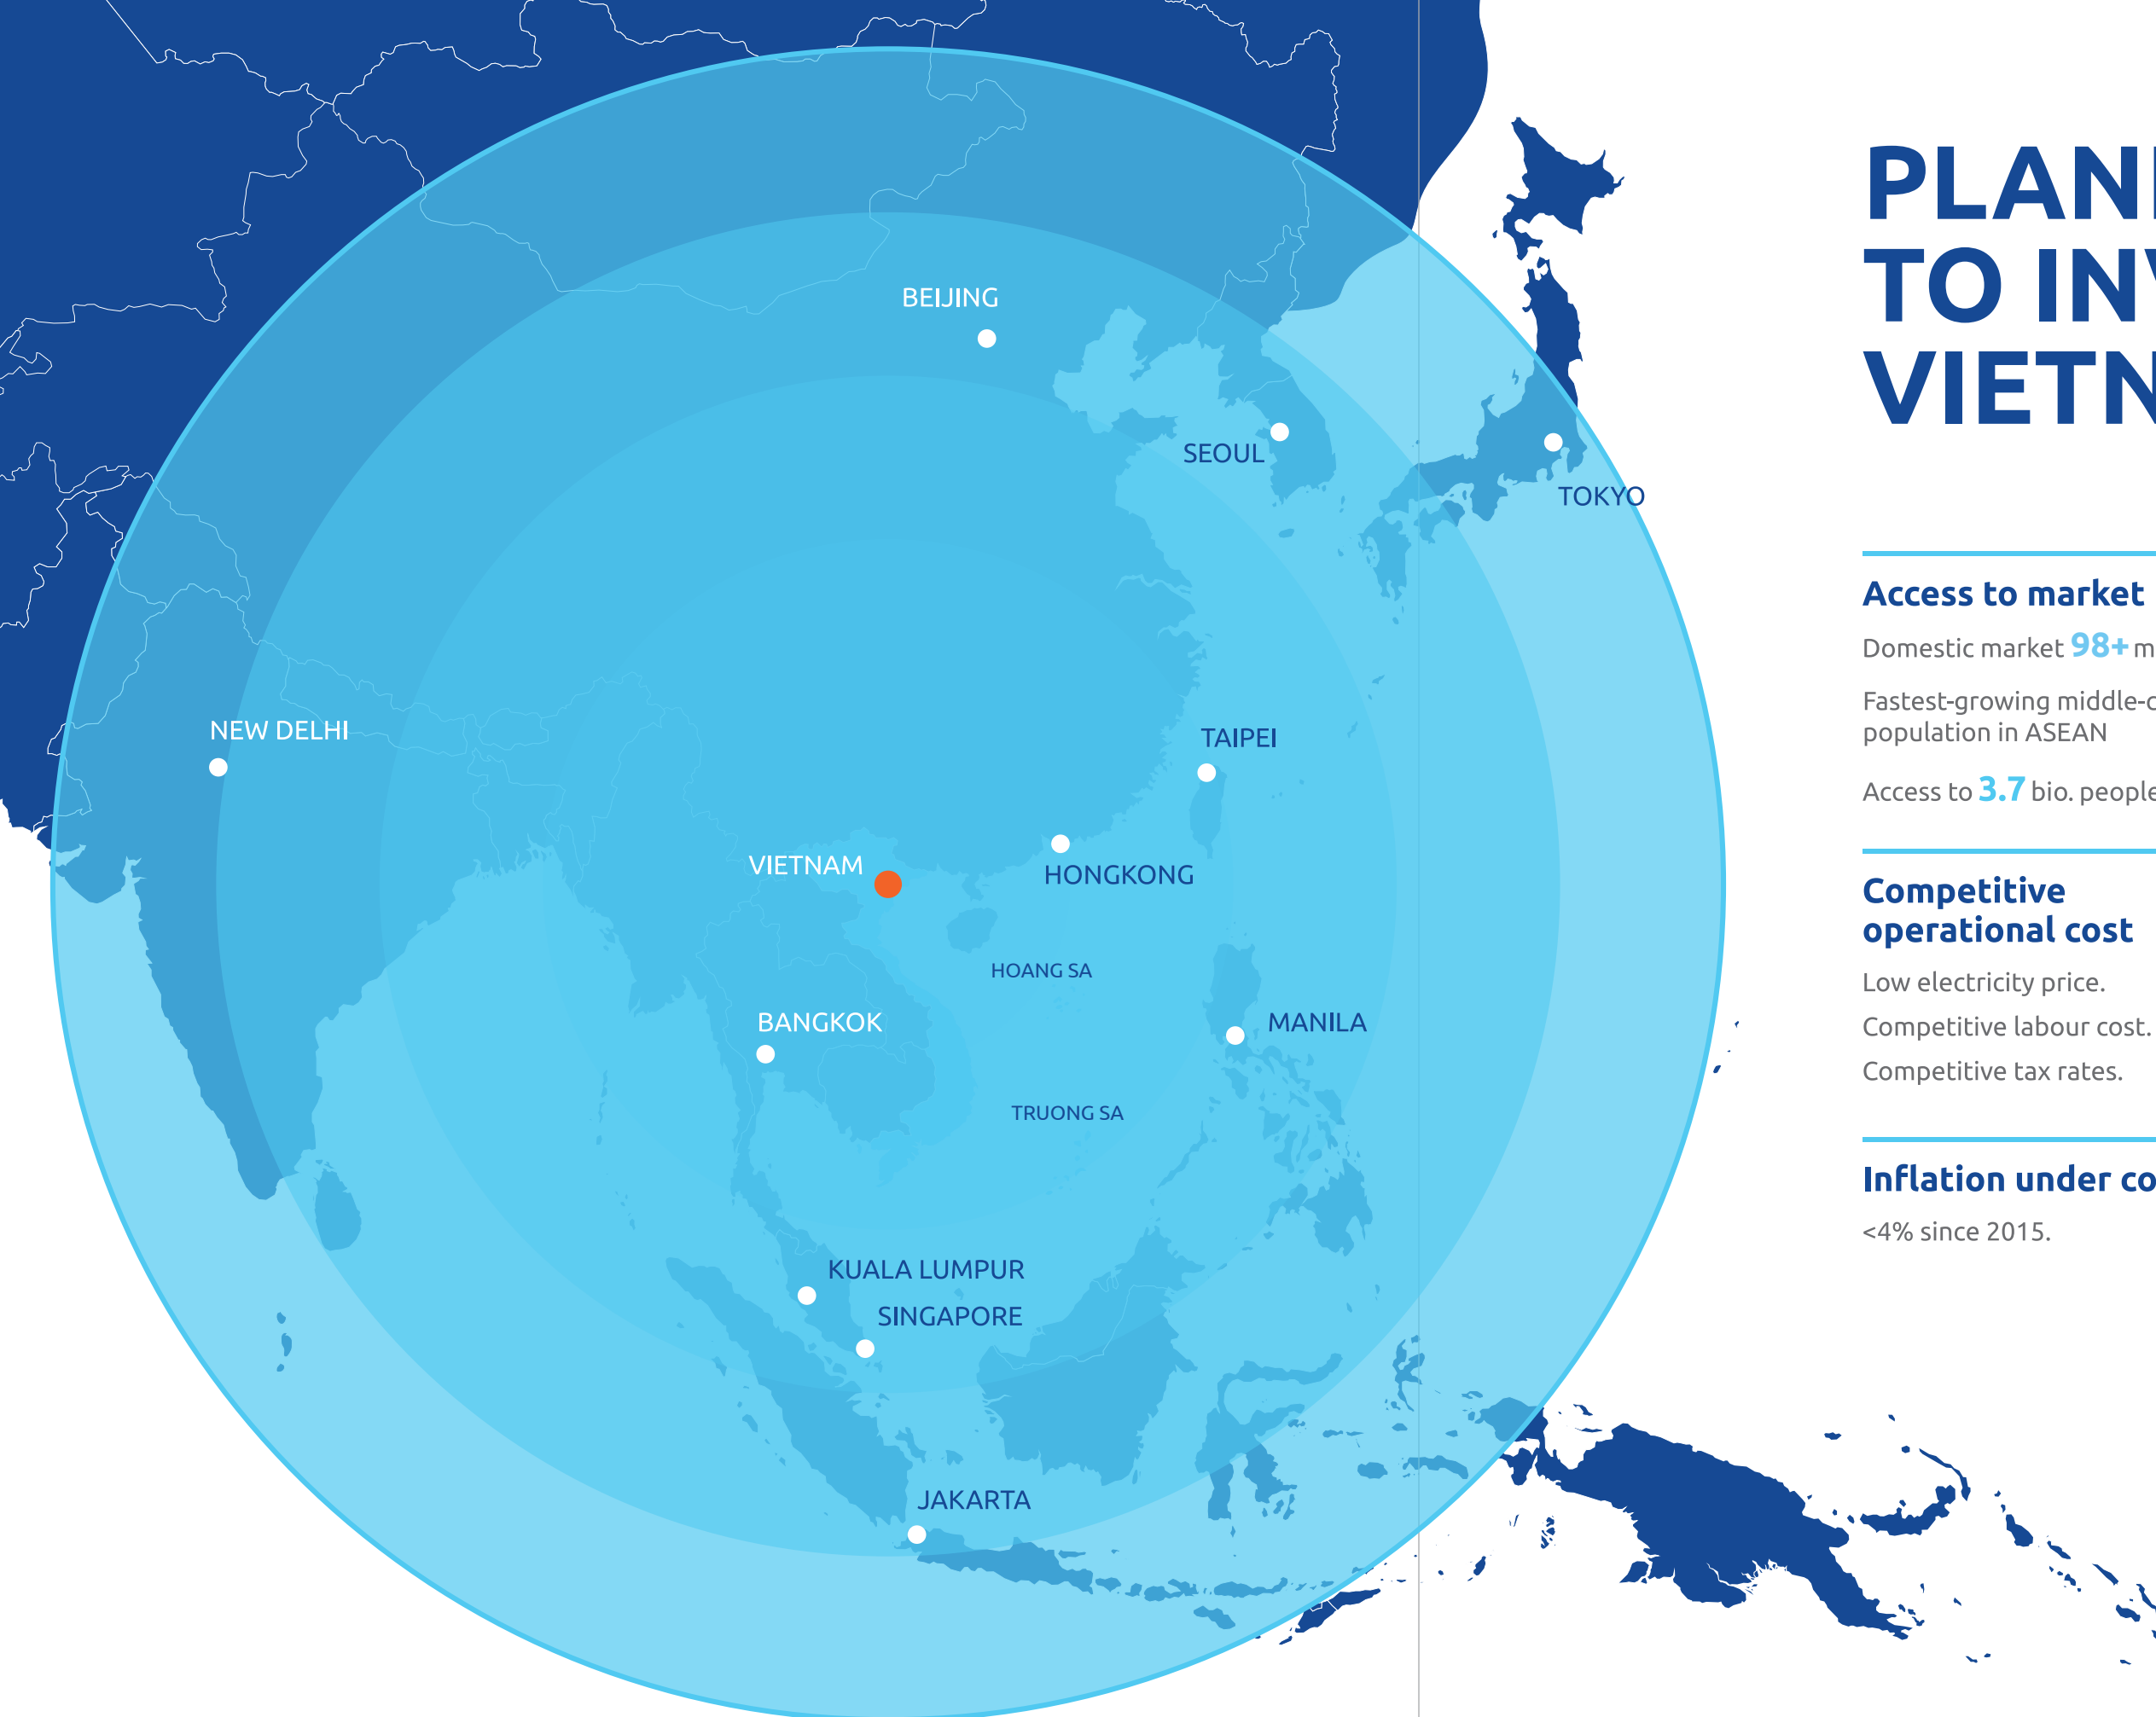 BEIJING
SEOUL
TOKYO
NEW DELHI
TAIPEI
VIETNAM
HONGKONG
HOANG SA
BANGKOK
MANILA
TRUONG SA
KUALA LUMPUR
SINGAPORE
JAKARTA
PLAN
TO IN
VIETN
Access to market
Domestic market 98+ m
Fastest-growing middle-c
population in ASEAN
Access to 3.7 bio. people
Competitive
operational cost
Low electricity price.
Competitive labour cost.
Competitive tax rates.
Inflation under co
<4% since 2015.